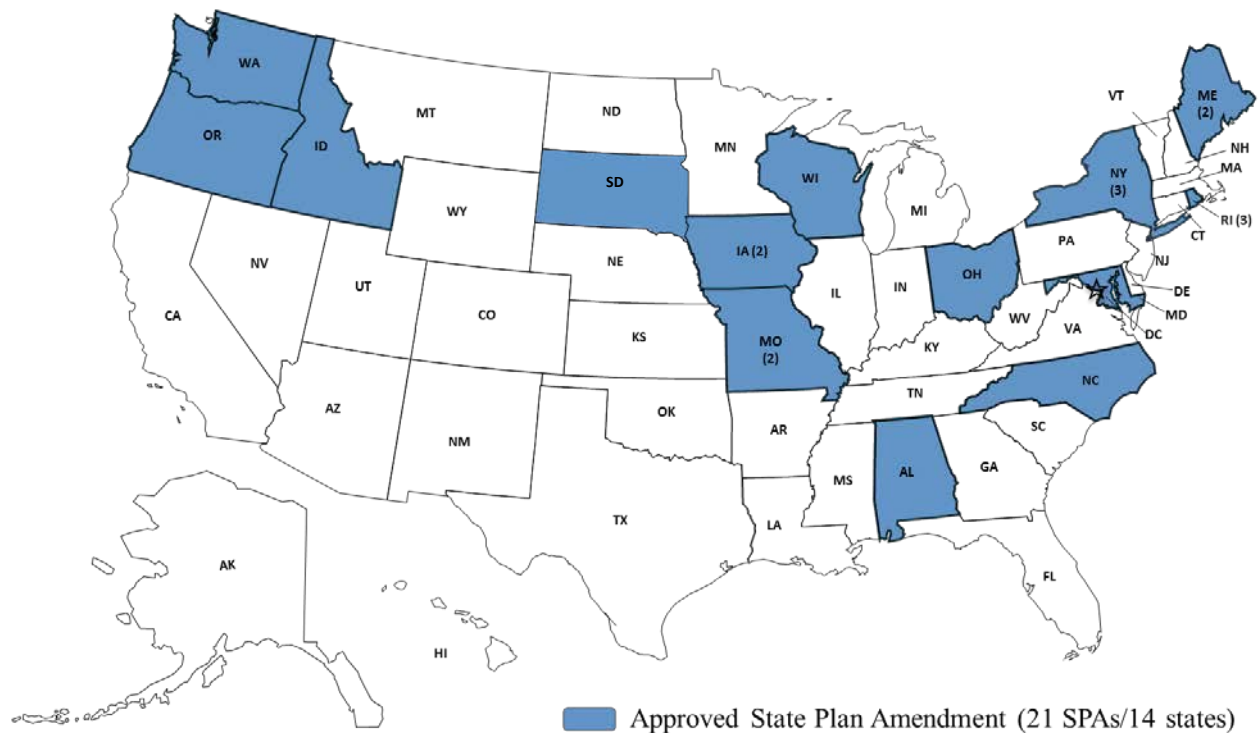 WA
MT
ND
MN
VT
ME
(2)
OR
ID
SD
WI
MI
NY
(3)
NH
MA
RI (3)
CT
WY
NE
IA (2)
PA
NJ
NV
UT
CO
IL
IN
OH
DE
MD
DC
CA
KS
MO
(2)
WV
VA
KY
AZ
NM
OK
AR
TN
NC
SC
TX
LA
MS
AL
GA
FL
AK
HI
Approved State Plan Amendment (21 SPAs/14 states)